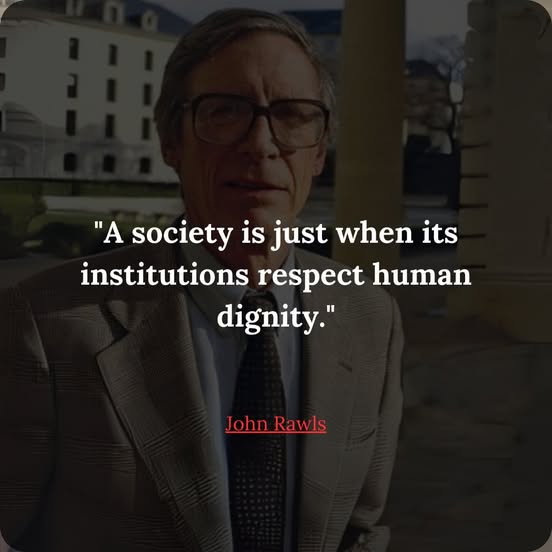 "A society is just when its
institutions respect human
dignity."
John Rawls